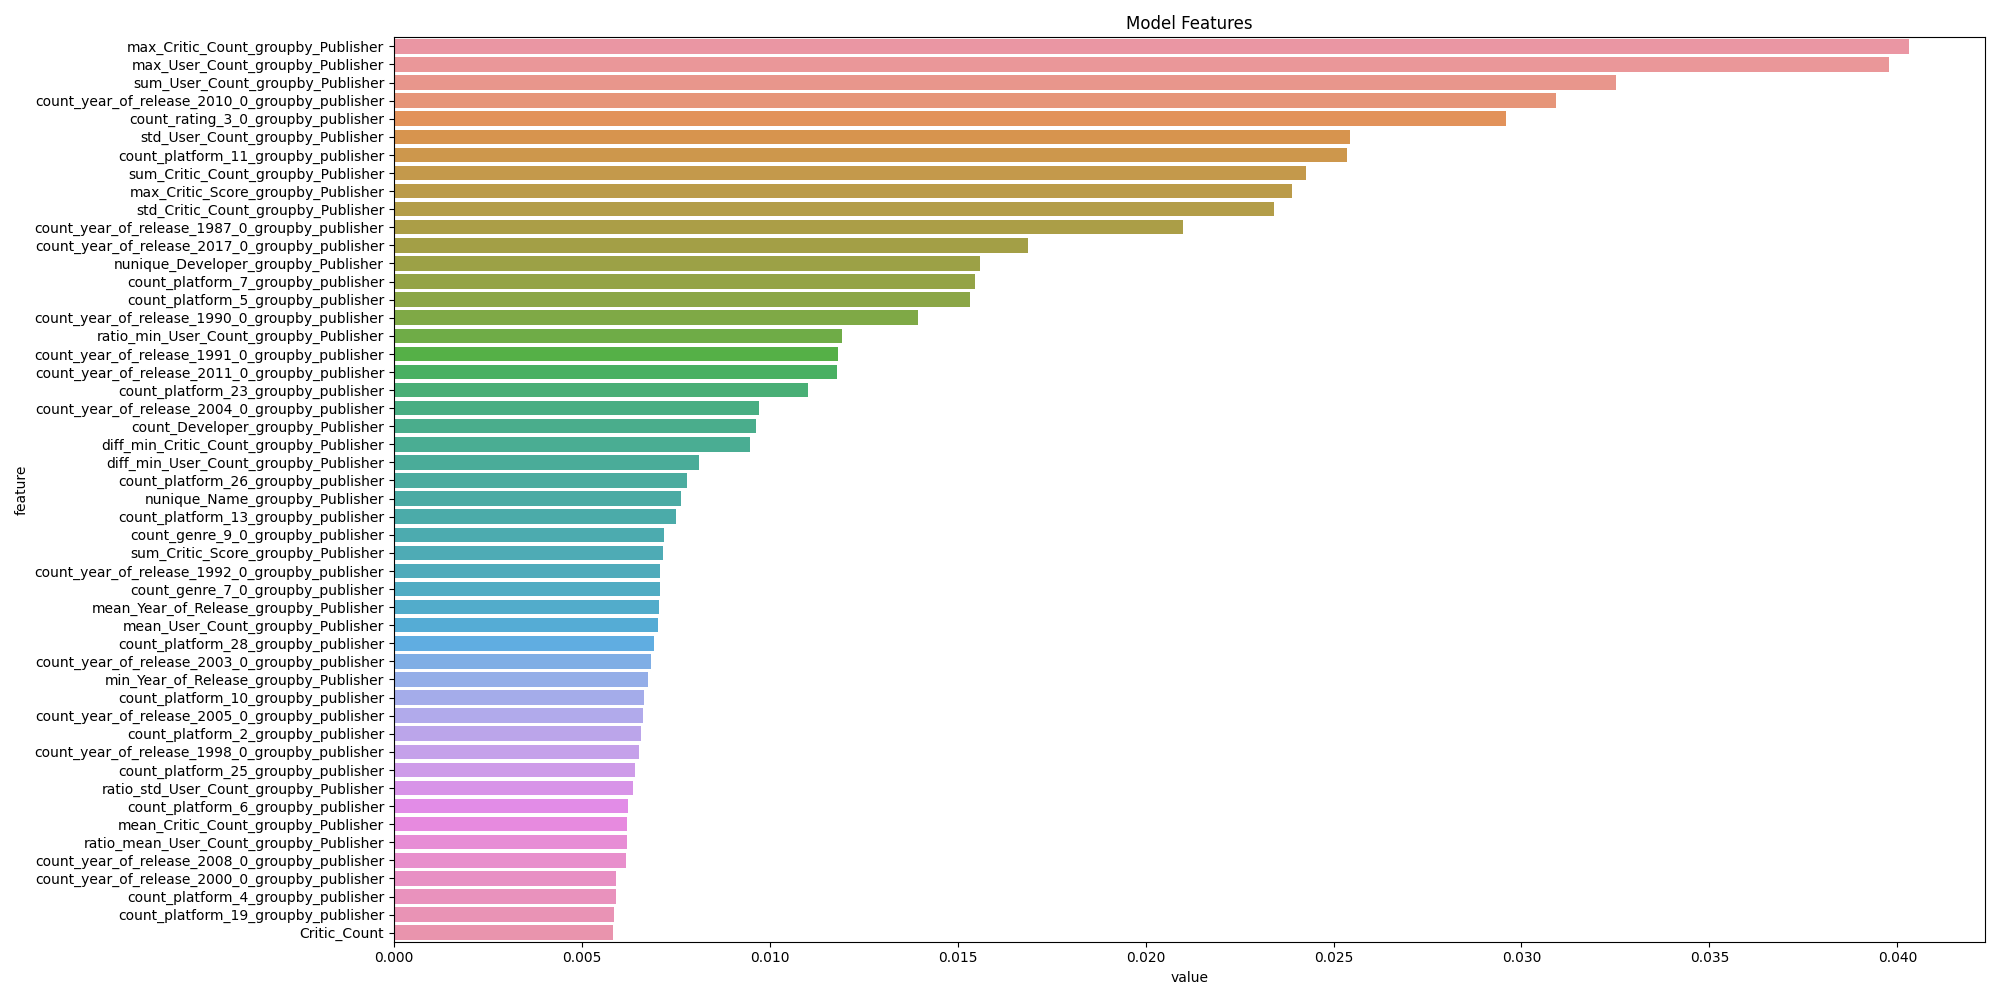 Model Features
max_Critic_Count_groupby_Publisher
max_User_Count_groupby_Publisher
sum_User_Count_groupby_Publisher
count_year_of_release_2010_0_groupby_publisher
count_rating_3_0_groupby_publisher
std_User_Count_groupby_Publisher
count_platform_11_groupby_publisher
sum_Critic_Count_groupby_Publisher
max_Critic_Score_groupby_Publisher
std_Critic_Count_groupby_Publisher
count_year_of_release_1987_0_groupby_publisher
count_year_of_release_2017_0_groupby_publisher
nunique_Developer_groupby_Publisher
count_platform_7_groupby_publisher
count_platform_5_groupby_publisher
count_year_of_release_1990_0_groupby_publisher
ratio_min_User_Count_groupby_Publisher
count_year_of_release_1991_0_groupby_publisher
count_year_of_release_2011_0_groupby_publisher
count_platform_23_groupby_publisher
count_year_of_release_2004_0_groupby_publisher
count_Developer_groupby_Publisher
diff_min_Critic_Count_groupby_Publisher
diff_min_User_Count_groupby_Publisher
count_platform_26_groupby_publisher
nunique_Name_groupby_Publisher
count_platform_13_groupby_publisher
count_genre_9_0_groupby_publisher
sum_Critic_Score_groupby_Publisher
count_year_of_release_1992_0_groupby_publisher
count_genre_7_0_groupby_publisher
mean_Year_of_Release_groupby_Publisher
mean_User_Count_groupby_Publisher
count_platform_28_groupby_publisher
count_year_of_release_2003_0_groupby_publisher
min_Year_of_Release_groupby_Publisher
count_platform_10_groupby_publisher
count_year_of_release_2005_0_groupby_publisher
count_platform_2_groupby_publisher
count_year_of_release_1998_0_groupby_publisher
count_platform_25_groupby_publisher
ratio_std_User_Count_groupby_Publisher
count_platform_6_groupby_publisher
mean_Critic_Count_groupby_Publisher
ratio_mean_User_Count_groupby_Publisher
count_year_of_release_2008_0_groupby_publisher
count_year_of_release_2000_0_groupby_publisher
count_platform_4_groupby_publisher
count_platform_19_groupby_publisher
Critic_Count
feature
0.000 0.005 0.010 0.015 0.020 0.025 0.030 0.035 0.040
value